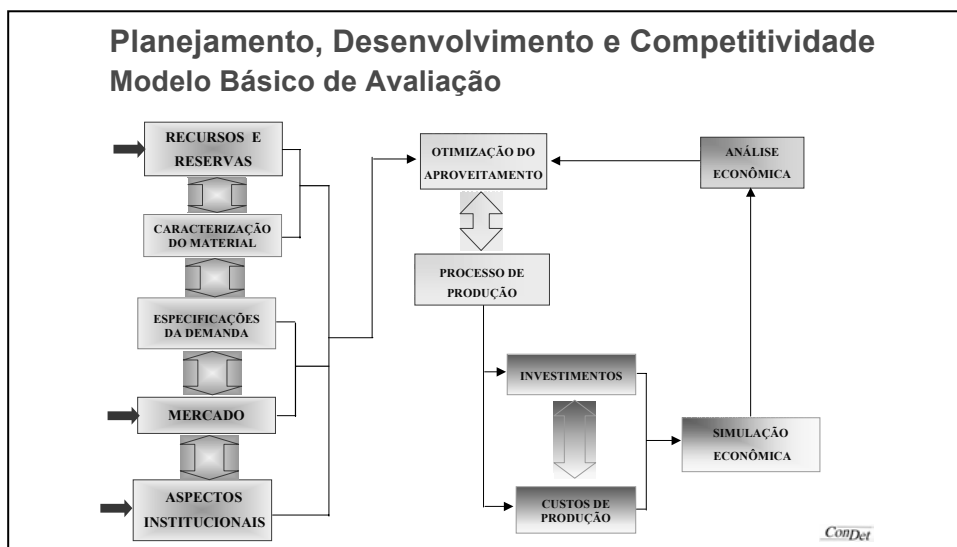 Planejamento, Desenvolvimento e Competitividade
Modelo Básico de Avaliação
RECURSOS E
RESERVAS
CARACTERIZAÇÃO
DO MATERIAL
ESPECIFICAÇÕES
DA DEMANDA
MERCADO
ASPECTOS
INSTITUCIONAIS
OTIMIZAÇÃO DO
APROVEITAMENTO
PROCESSO DE
PRODUÇÃO
INVESTIMENTOS
CUSTOS DE
PRODUÇÃO
ANÁLISE
ECONÔMICA
SIMULAÇÃO
ECONÔMICA
ConDet